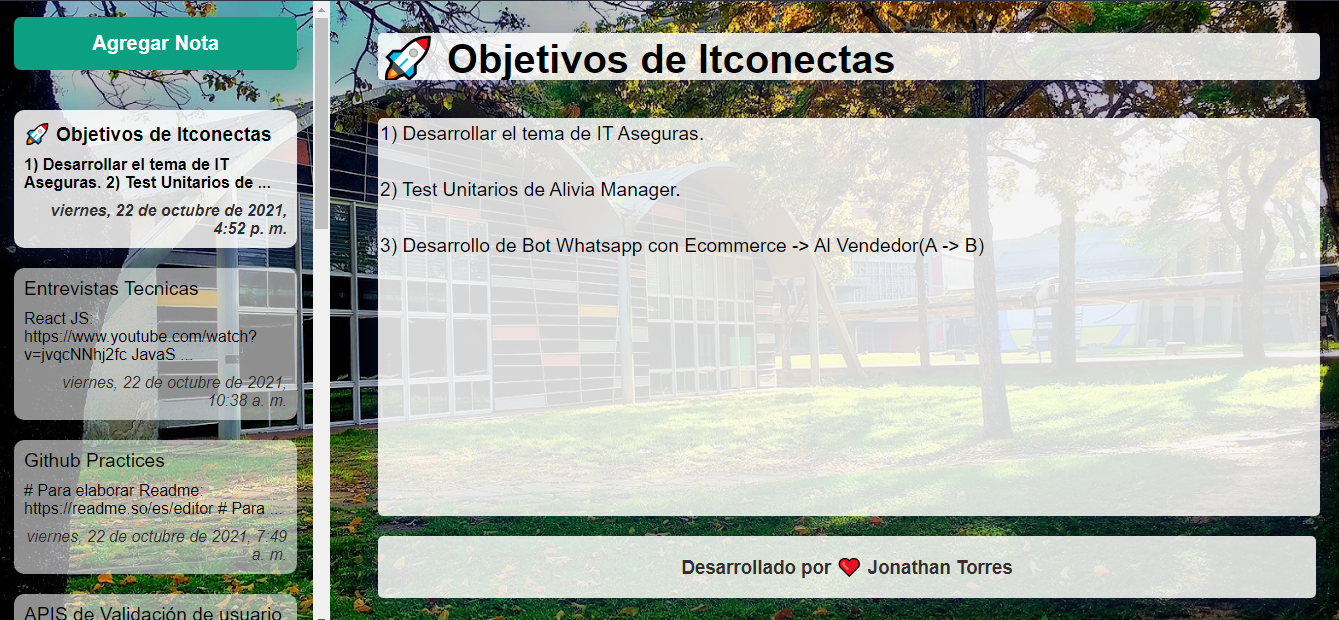 Agregar Nota
🚀 Objetivos de Itconectas
1) Desarrollar el tema de IT
Aseguras. 2) Test Unitarios de ...
viernes, 22 de octubre de 2021,
4:52 p. m.
Entrevistas Tecnicas
React JS:
https://www.youtube.com/watch?
v=jvqcNNhj2fc JavaS ...
viernes, 22 de octubre de 2021,
10:38 a. m.
Github Practices
# Para elaborar Readme:
https://readme.so/es/editor # Para ...
viernes, 22 de octubre de 2021, 7:49
a. m.
APIS de Validación de usuario
🚀 Objetivos de Itconectas
1) Desarrollar el tema de IT Aseguras.
2) Test Unitarios de Alivia Manager.
3) Desarrollo de Bot Whatsapp con Ecommerce -> Al Vendedor(A -> B)
Desarrollado por ❤️ Jonathan Torres